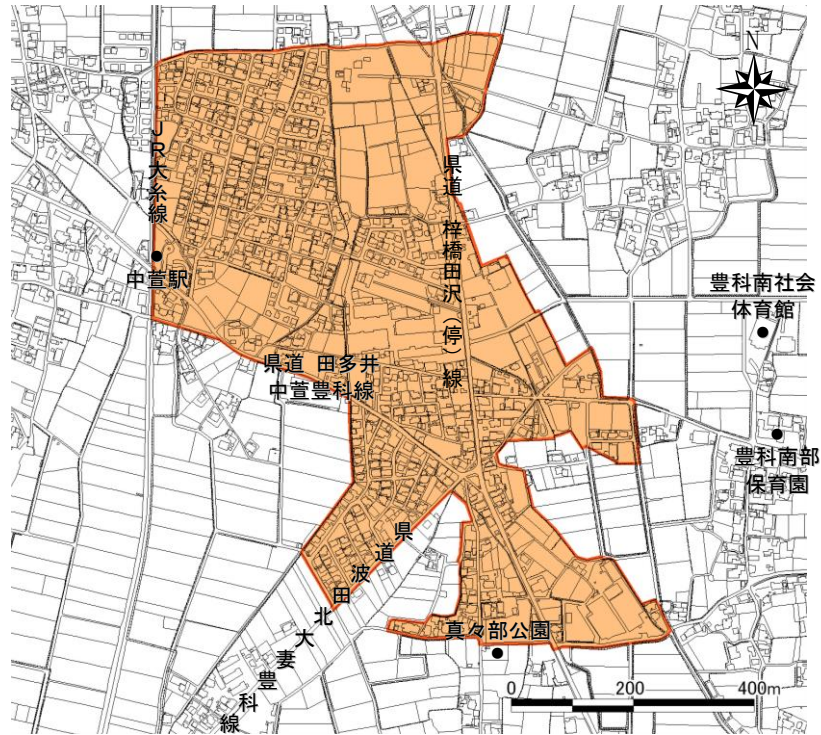 N
JR大糸線
県道 梓橋田沢(停)線
中萱駅
豊科南社会
体育館
県道 田多井
中萱豊科線
豊科南部
保育園
県道波田北大妻豊科線
真々部公園
0 200 400m